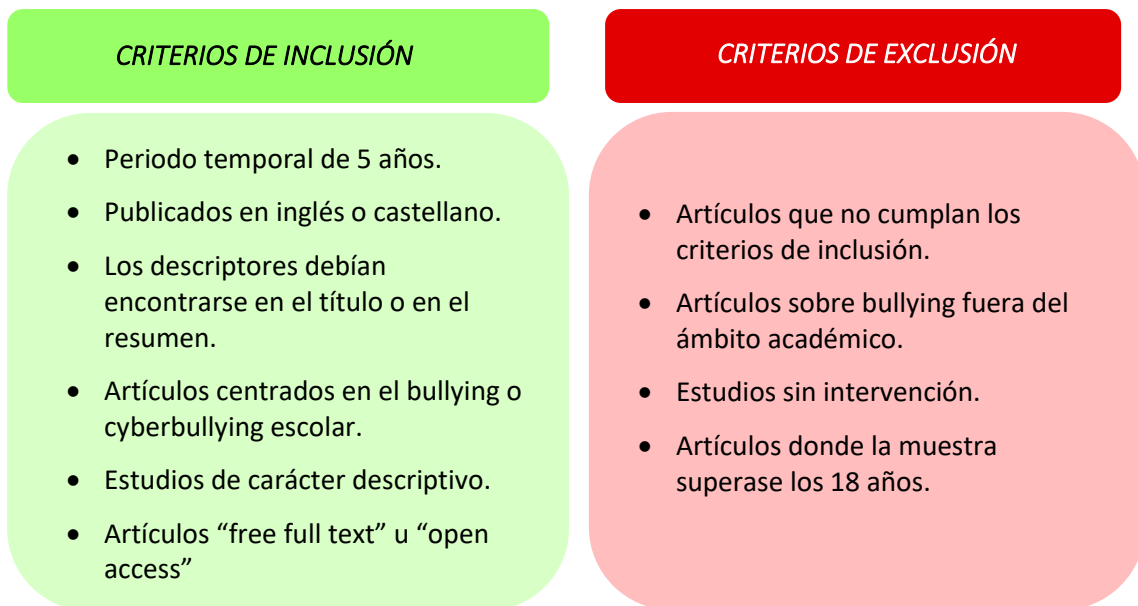 CRITERIOS DE INCLUSIÓN
• Periodo temporal de 5 años.
• Publicados en inglés o castellano.
• Los descriptores debían
encontrarse en el título o en el
resumen.
• Artículos centrados en el bullying o
cyberbullying escolar.
• Estudios de carácter descriptivo.
• Artículos “free full text” u “open
access”
CRITERIOS DE EXCLUSIÓN
• Artículos que no cumplan los
criterios de inclusión.
• Artículos sobre bullying fuera del
ámbito académico.
• Estudios sin intervención.
• Artículos donde la muestra
superase los 18 años.